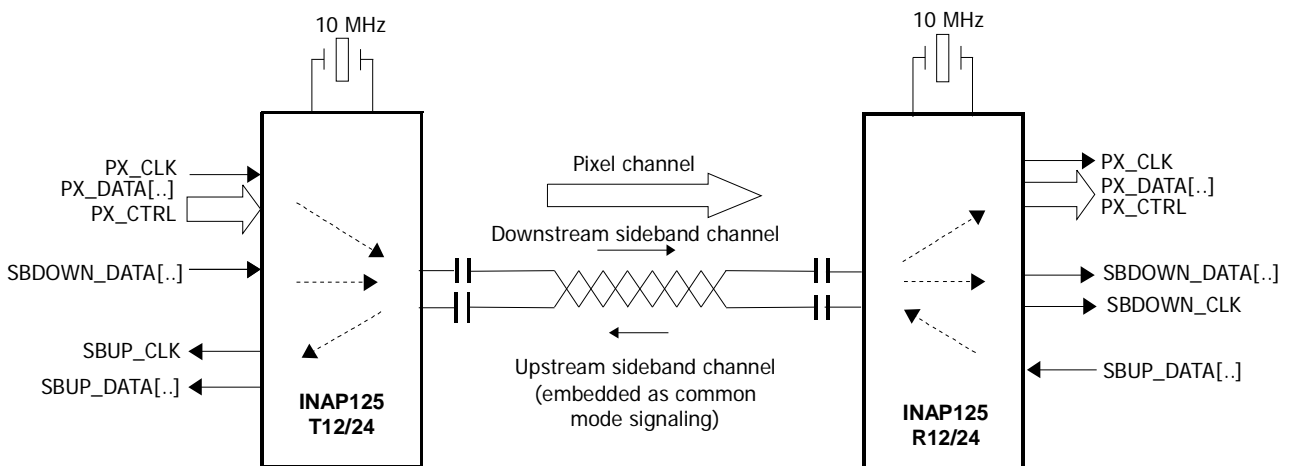 10 MHz
10 MHz
PX_CLK
PX_DATA[..]
PX_CTRL
SBDOWN_DATA[..]
SBUP_CLK
SBUP_DATA[..]
INAP125
T12/24
Pixel channel
Downstream sideband channel
Upstream sideband channel
(embedded as common
mode signaling)
PX_CLK
PX_DATA[..]
PX_CTRL
SBDOWN_DATA[..]
SBDOWN_CLK
SBUP_DATA[..]
INAP125
R12/24